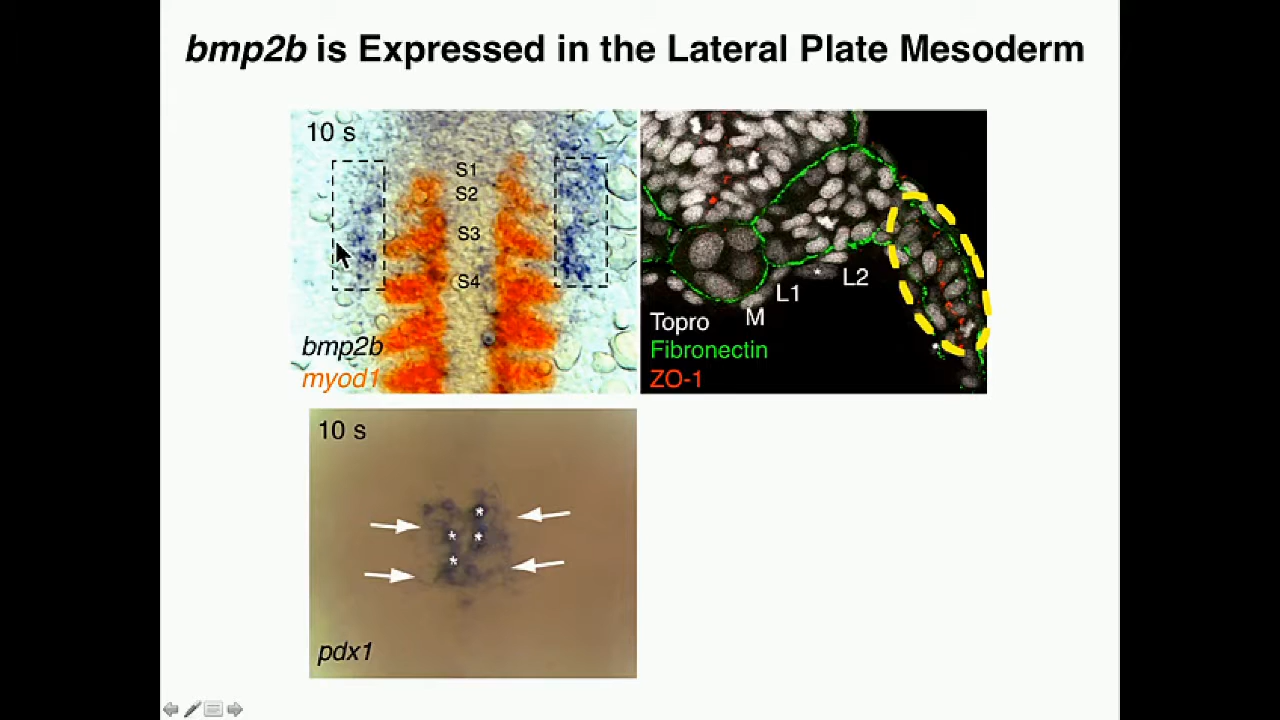 bmp2b is Expressed in the Lateral Plate Mesoderm
10 s
S1
S2
S3
S4
bmp2b
myod1
*
L2
L1
M
Topro
Fibronectin
ZO-1
*
10 s
*
* *
*
pdx1